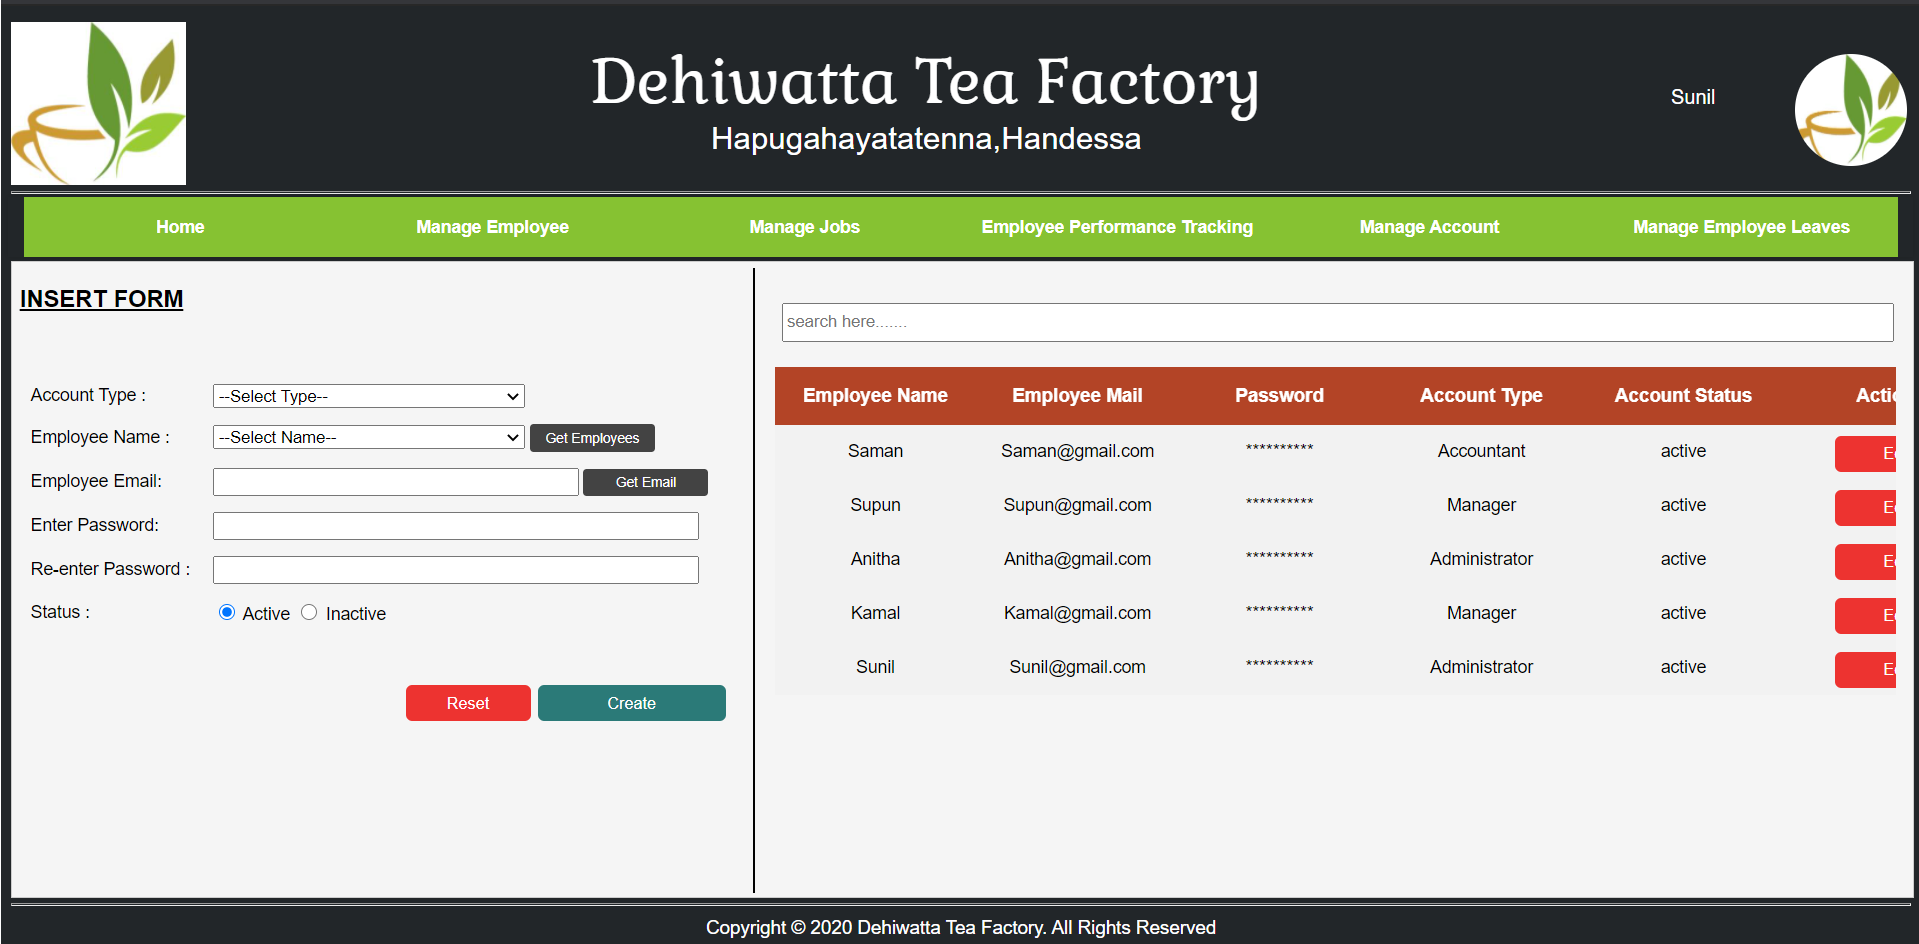 Dehiwatta Tea Factory
Hapugahayatatenna,Handessa
Sunil
Home Manage Employee Manage Jobs Employee Performance Tracking Manage Account Manage Employee Leaves
INSERT FORM
Account Type : --Select Type--
Employee Name : --Select Name-- Get Employees
Employee Email: Get Email
Enter Password:
Re-enter Password :
Status : Active Inactive
Reset Create
search here.......
Employee Name Employee Mail Password Account Type Account Status
Saman Saman@gmail.com ********** Accountant active
Supun Supun@gmail.com ********** Manager active
Anitha Anitha@gmail.com ********** Administrator active
Kamal Kamal@gmail.com ********** Manager active
Sunil Sunil@gmail.com ********** Administrator active
Copyright © 2020 Dehiwatta Tea Factory. All Rights Reserved